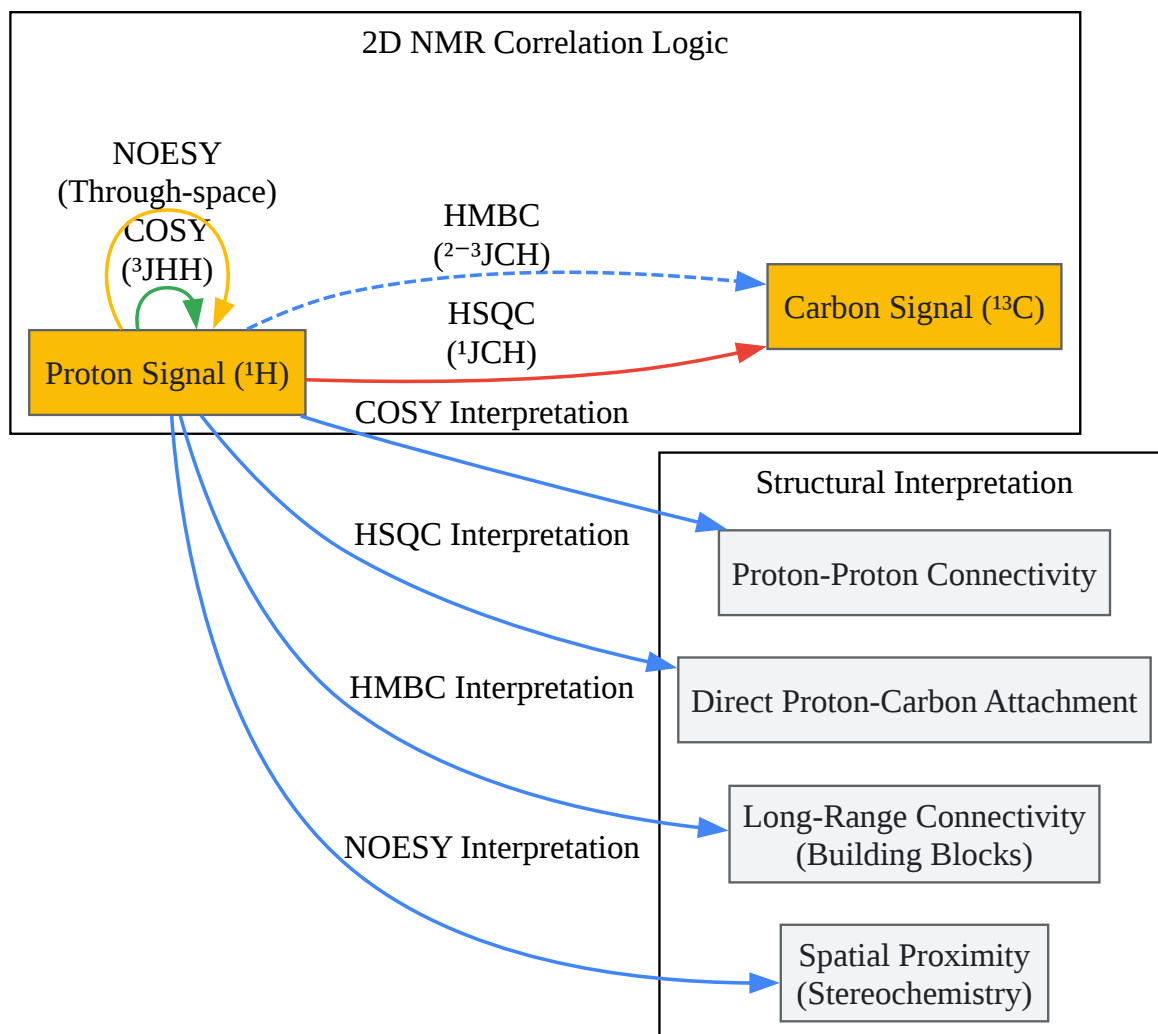 2D NMR Correlation Logic
NOESY
(Through-space)
COSY
(³JHH)
HMBC
(²⁻³JCH)
HSQC
(¹JCH)
Carbon Signal (¹³C)
Proton Signal (¹H)
COSY Interpretation
Structural Interpretation
HSQC Interpretation
Proton-Proton Connectivity
HMBC Interpretation
Direct Proton-Carbon Attachment
NOESY Interpretation
Long-Range Connectivity
(Building Blocks)
Spatial Proximity
(Stereochemistry)